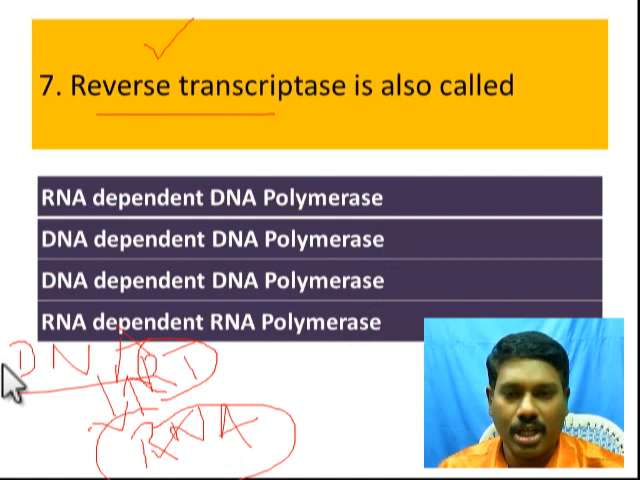 7. Reverse transcriptase is also called
RNA dependent DNA Polymerase
DNA dependent DNA Polymerase
DNA dependent DNA Polymerase
RNA dependent RNA Polymerase
DNA
RNA